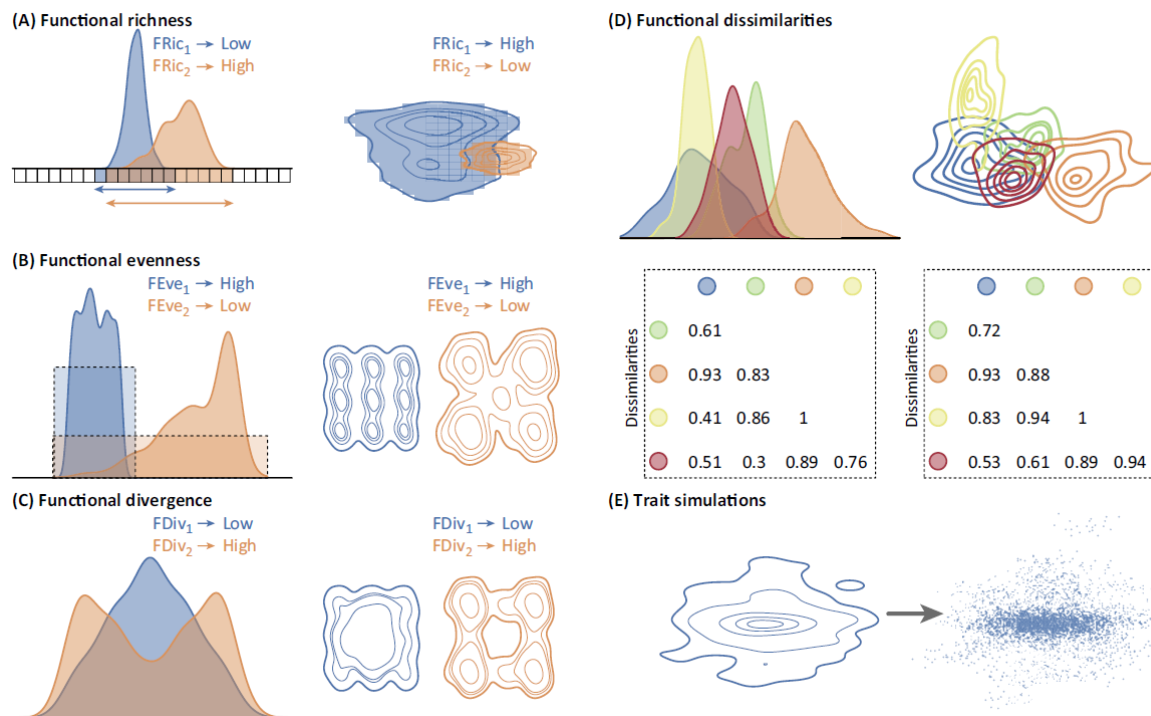 (A) Functional richness
FRic₁ → Low
FRic₂ → High
FRic₁ → High
FRic₂ → Low
(B) Functional evenness
FEve₁ → High
FEve₂ → Low
FEve₁ → High
FEve₂ → Low
(C) Functional divergence
FDiv₁ → Low
FDiv₂ → High
FDiv₁ → Low
FDiv₂ → High
(D) Functional dissimilarities
Dissimilarities
0.61
0.93 0.83
0.41 0.86 1
0.51 0.3 0.89 0.76
Dissimilarities
0.72
0.93 0.88
0.83 0.94 1
0.53 0.61 0.89 0.94
(E) Trait simulations